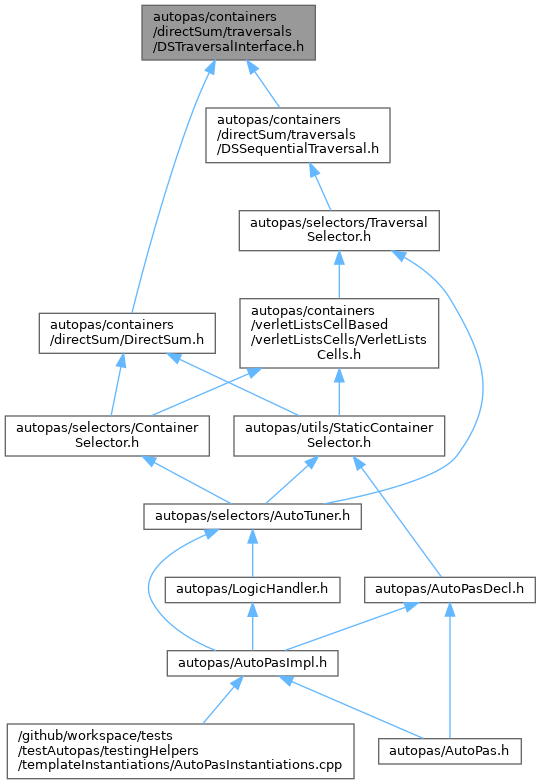 autopas/containers
/directSum/traversals
/DSTraversalInterface.h
autopas/containers
/directSum/traversals
/DSSequentialTraversal.h
autopas/selectors/Traversal
Selector.h
autopas/containers
/verletListsCellBased
/verletListsCells/VerletLists
Cells.h
autopas/containers
/directSum/DirectSum.h
autopas/selectors/Container
Selector.h
autopas/utils/StaticContainer
Selector.h
autopas/selectors/AutoTuner.h
autopas/LogicHandler.h
autopas/AutoPasDecl.h
autopas/AutoPasImpl.h
/github/workspace/tests
/testAutopas/testingHelpers
/templateInstantiations/AutoPasInstantiations.cpp
autopas/AutoPas.h